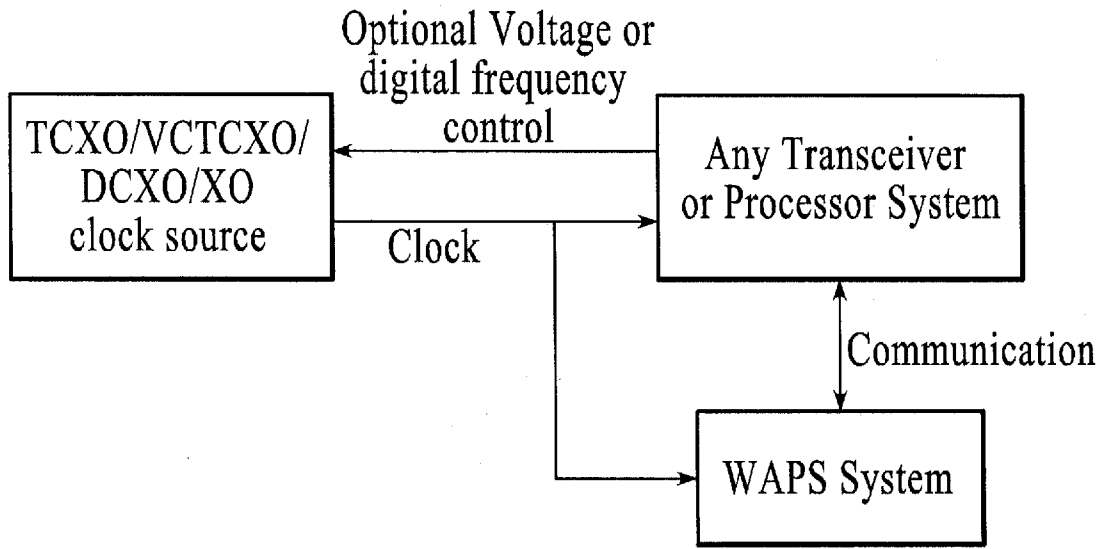 Optional Voltage or
digital frequency
control
TCXO/VCTCXO/
DCXO/XO
clock source
Any Transceiver
or Processor System
Clock
Communication
WAPS System